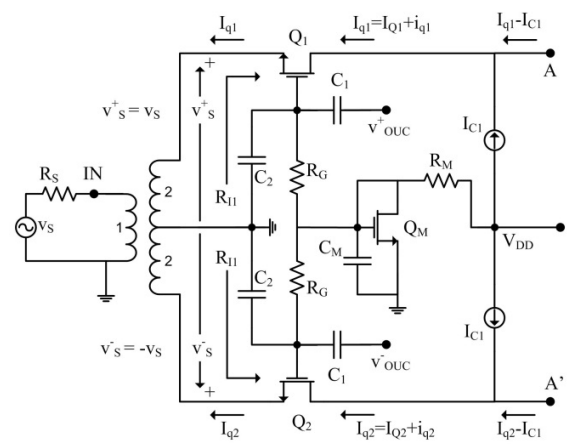 I_q1
Q_1
I_q1=I_Q1+i_q1
I_q1-I_C1
+
R_I1
C_1
A
v^+_S = v_S
v^+_S
v^+_OUC
I_C1
R_S
IN
C_2
R_G
R_M
2
R_I1
v_S
1
Q_M
V_DD
2
R_I1
C_M
C_2
R_G
I_C1
v^-_S = -v_S
v^-_S
v^-_OUC
C_1
A'
+
I_q2
Q_2
I_q2=I_Q2+i_q2
I_q2-I_C1